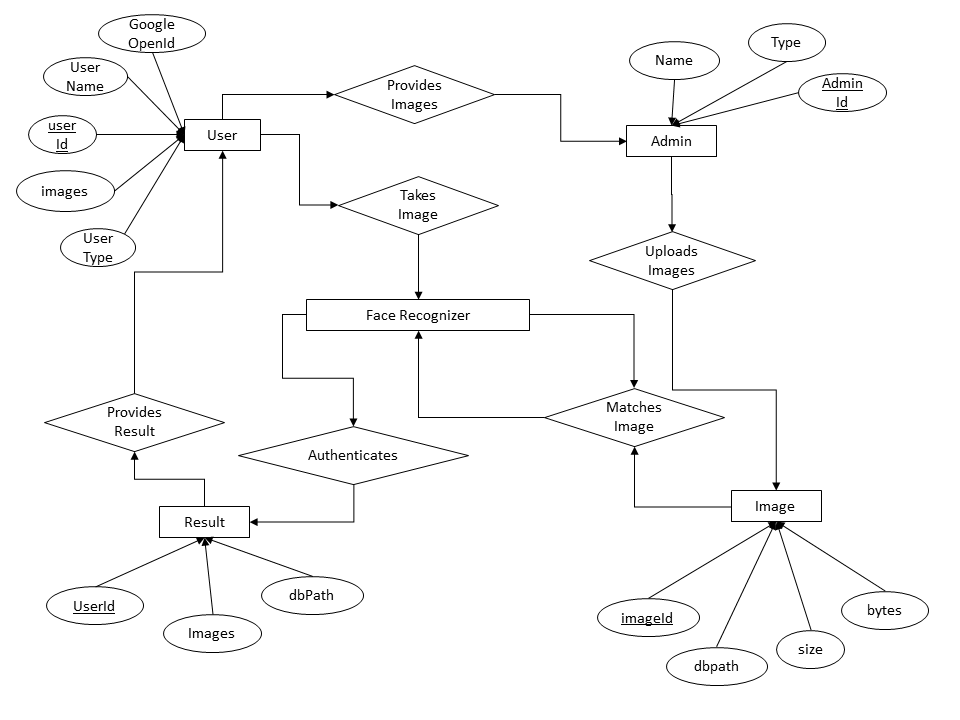 Google
OpenId
User
Name
user
Id
images
User
Type
User
Provides
Images
Name
Type
Admin
Id
Admin
Takes
Image
Uploads
Images
Face Recognizer
Provides
Result
Authenticates
Matches
Image
Result
Image
UserId
Images
dbPath
imageId
dbpath
size
bytes